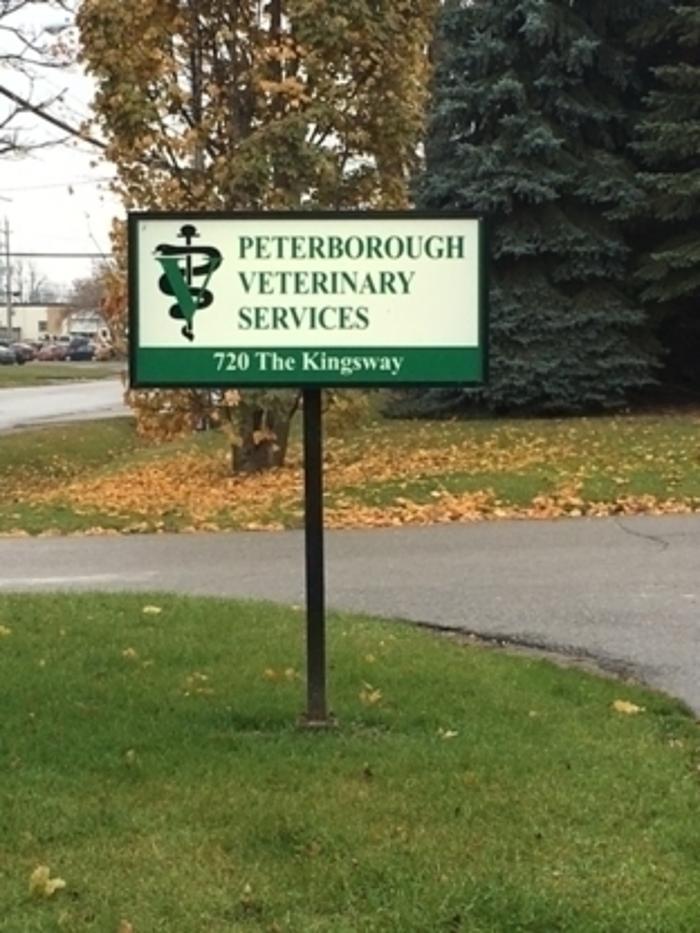 PETERBOROUGH
VETERINARY
SERVICES
720 The Kingsway